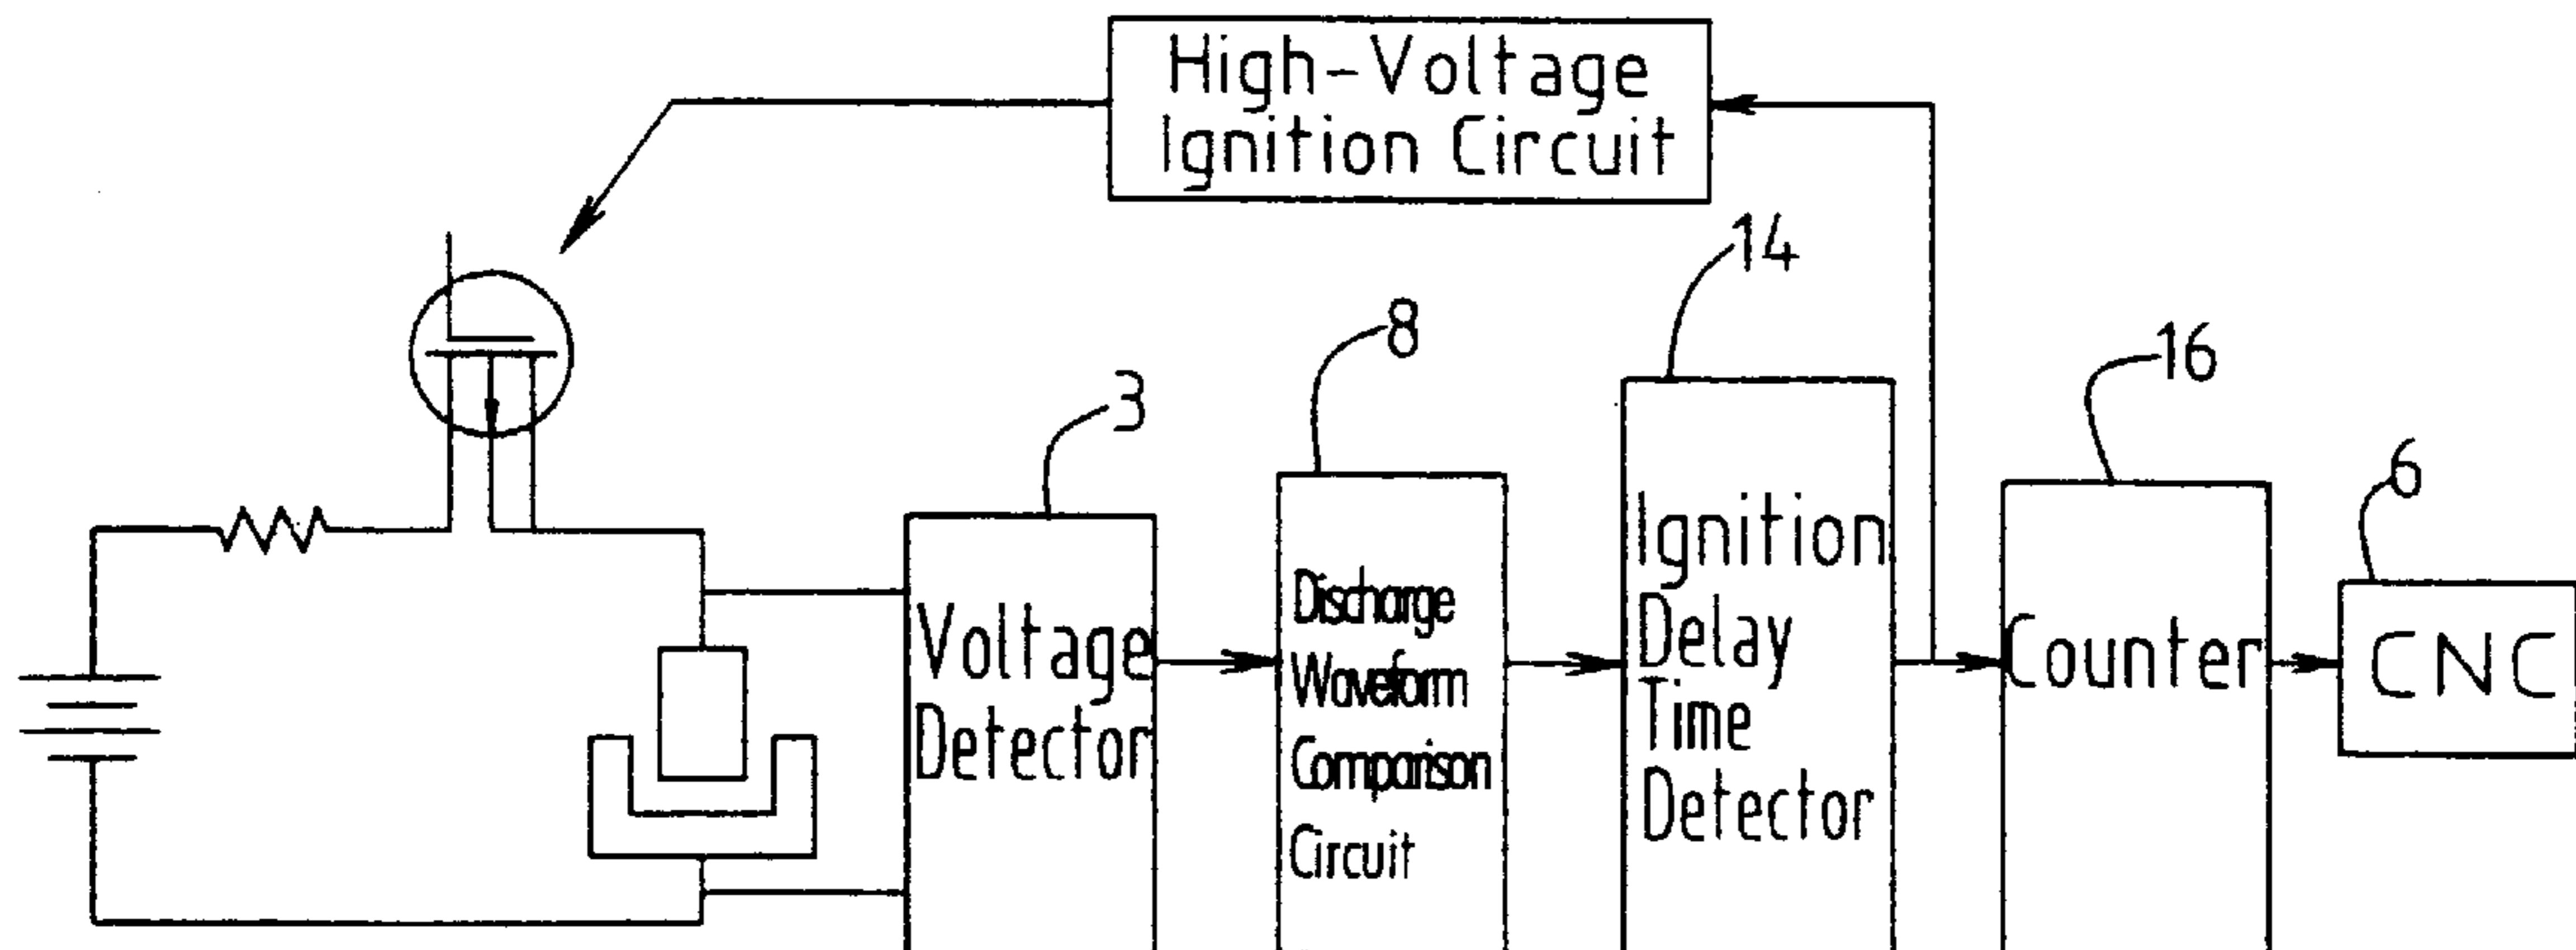 High-Voltage
Ignition Circuit
14
8
16
3
6
Voltage
Detector
Discharge
Waveform
Comparison
Circuit
Ignition
Delay
Time
Detector
Counter
CNC